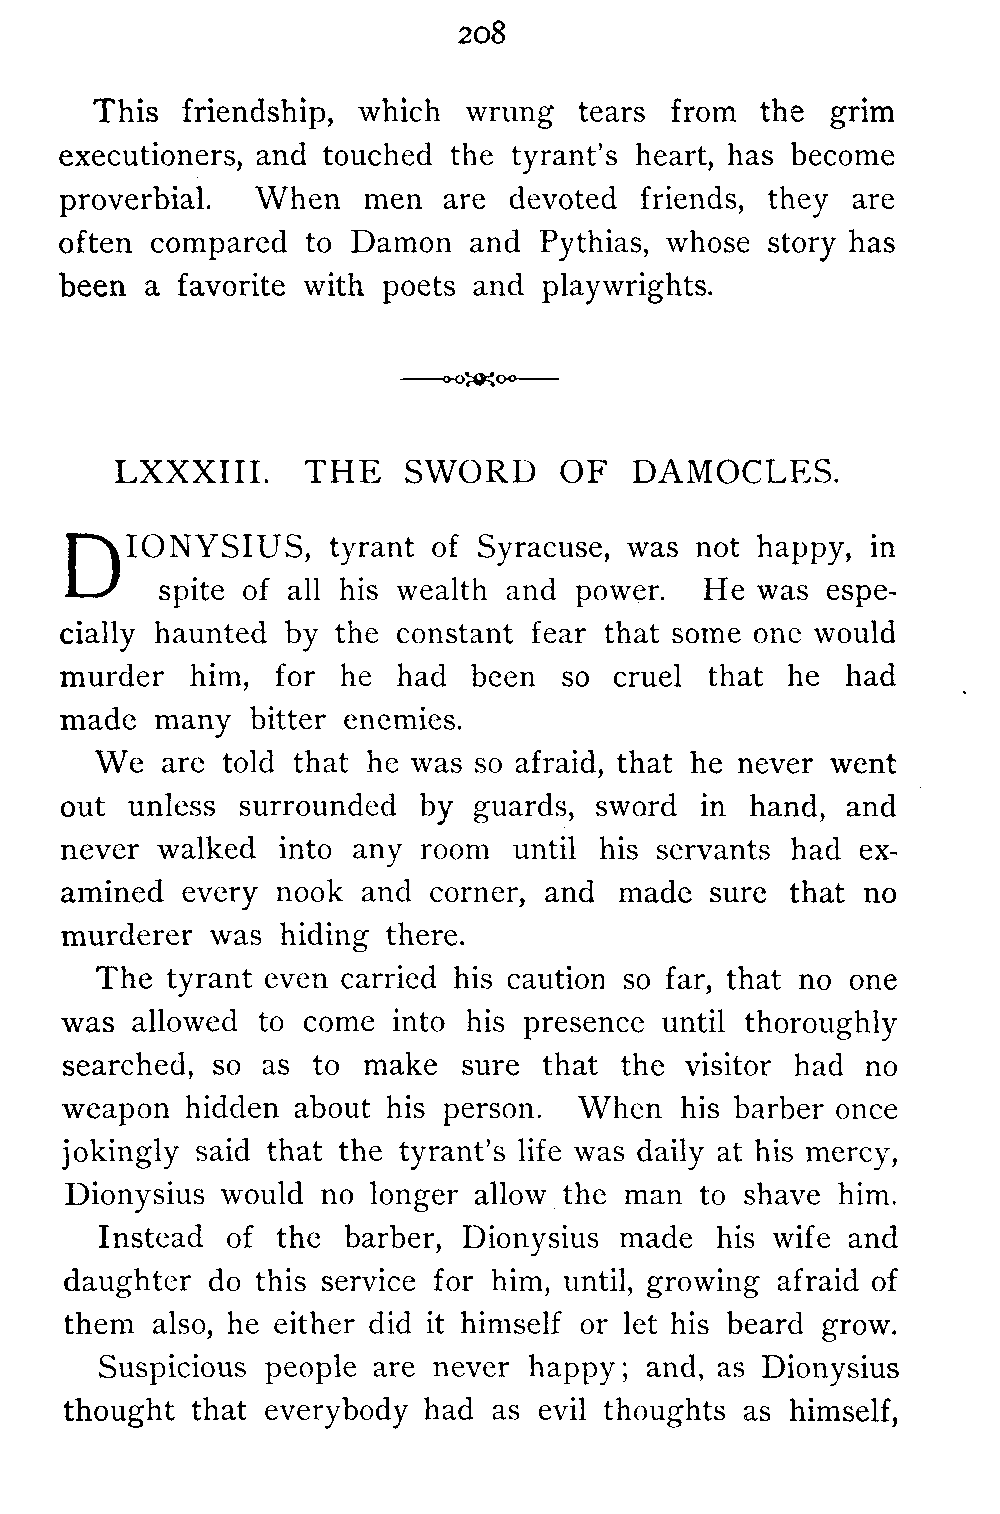 208
This friendship, which wrung tears from the grim
executioners, and touched the tyrant's heart, has become
proverbial. When men are devoted friends, they are
often compared to Damon and Pythias, whose story has
been a favorite with poets and playwrights.
LXXXIII. THE SWORD OF DAMOCLES.
DIONYSIUS, tyrant of Syracuse, was not happy, in
spite of all his wealth and power. He was espe-
cially haunted by the constant fear that some one would
murder him, for he had been so cruel that he had
made many bitter enemies.
We are told that he was so afraid, that he never went
out unless surrounded by guards, sword in hand, and
never walked into any room until his servants had ex-
amined every nook and corner, and made sure that no
murderer was hiding there.
The tyrant even carried his caution so far, that no one
was allowed to come into his presence until thoroughly
searched, so as to make sure that the visitor had no
weapon hidden about his person. When his barber once
jokingly said that the tyrant's life was daily at his mercy,
Dionysius would no longer allow the man to shave him.
Instead of the barber, Dionysius made his wife and
daughter do this service for him, until, growing afraid of
them also, he either did it himself or let his beard grow.
Suspicious people are never happy; and, as Dionysius
thought that everybody had as evil thoughts as himself,